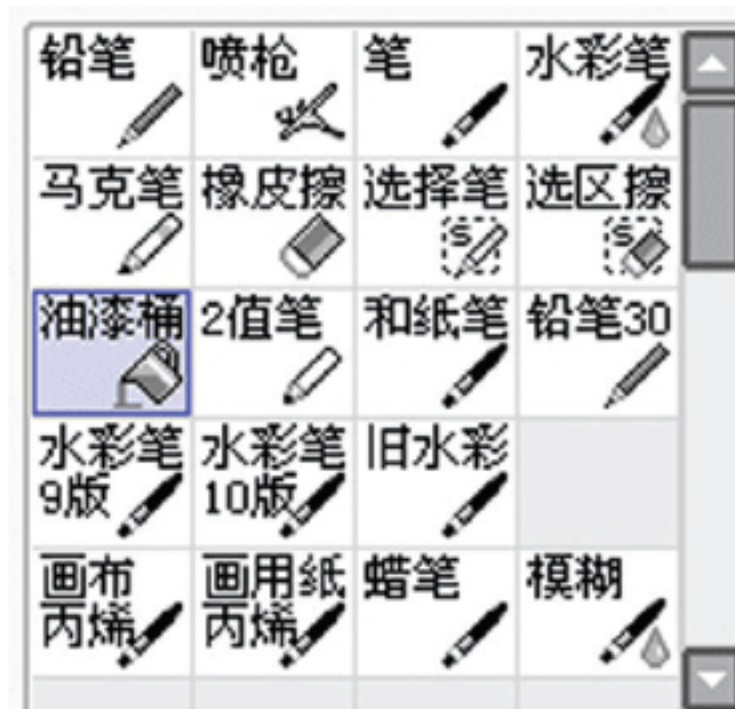 铅笔 喷枪 笔 水彩笔
马克笔 橡皮擦 选择笔 选区擦
油漆桶 2值笔 和纸笔 铅笔30
水彩笔 水彩笔 旧水彩
9版 10版
画布 画用纸 蜡笔 模糊
丙烯 丙烯